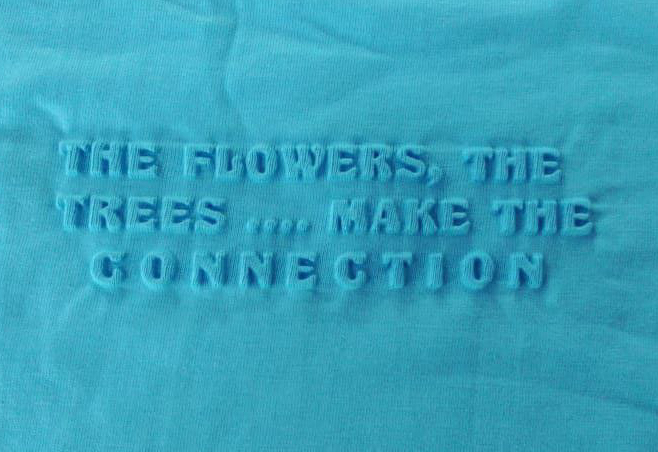 THE FLOWERS, THE
TREES .... MAKE THE
CONNECTION